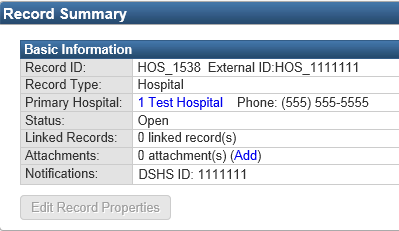 Record Summary
Basic Information
Record ID: HOS_1538 External ID:HOS_1111111
Record Type: Hospital
Primary Hospital: 1 Test Hospital Phone: (555) 555-5555
Status: Open
Linked Records: 0 linked record(s)
Attachments: 0 attachment(s) (Add)
Notifications: DSHS ID: 1111111
Edit Record Properties